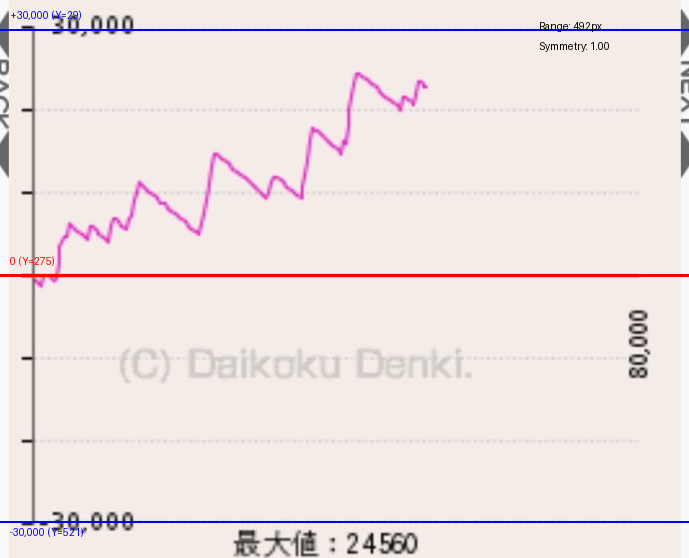 +30,000 (Y=29)
30,000
Range: 492px
Symmetry: 1.00
BACK
NEXT
0 (Y=275)
80,000
(C) Daikoku Denki.
-30,000
-30,000 (Y=521)
最大値：24560